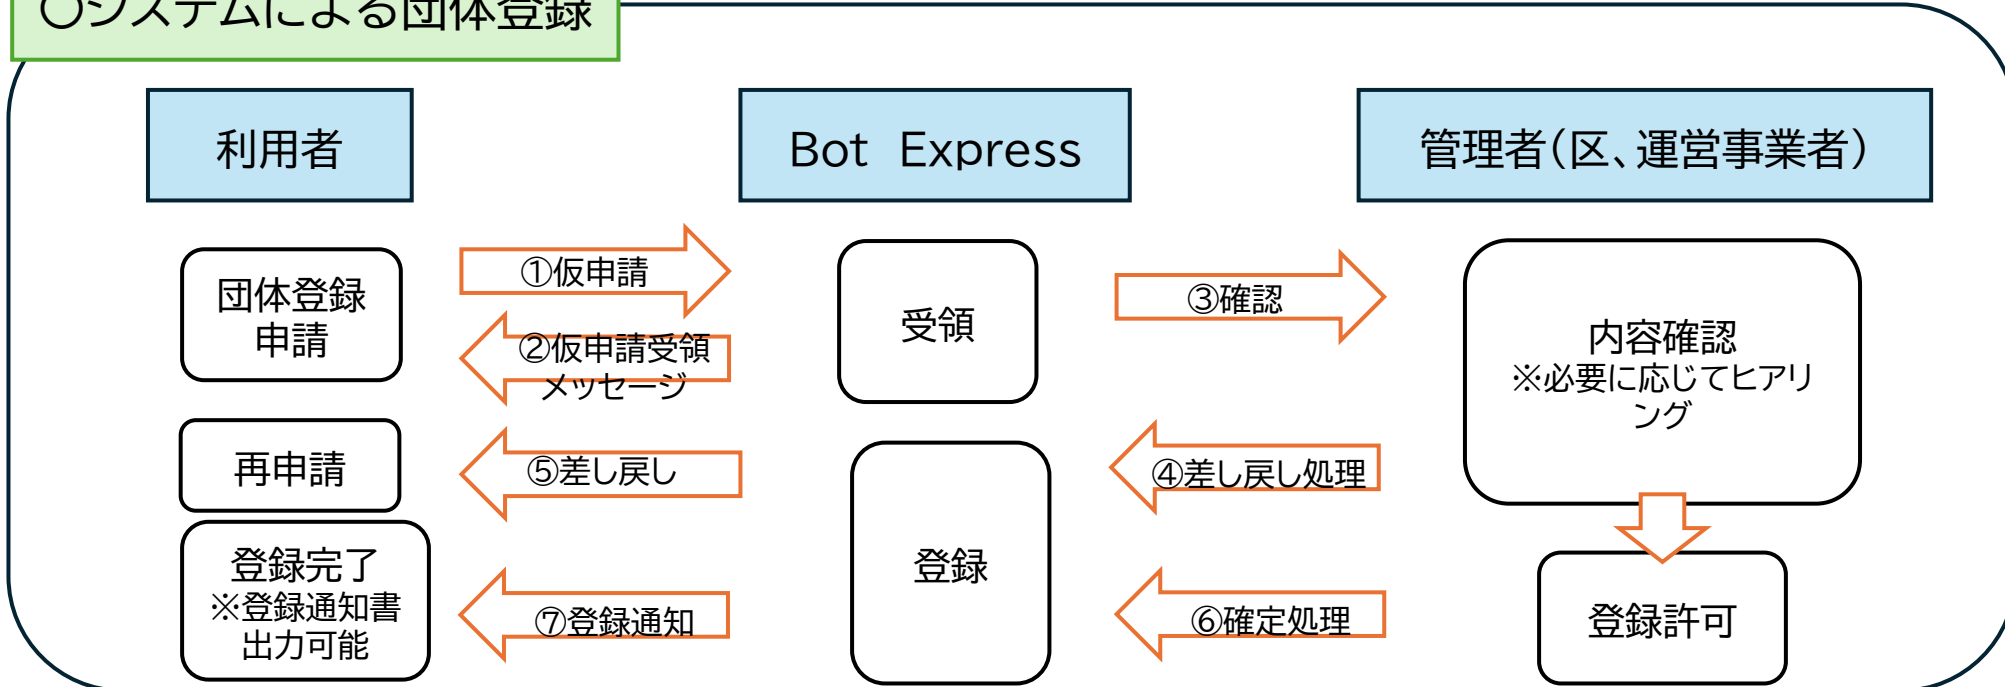 〇システムによる団体登録
利用者
Bot Express
管理者(区、運営事業者)
団体登録
申請
①仮申請
②仮申請受領
メッセージ
受領
③確認
内容確認
※必要に応じてヒアリ
ング
再申請
⑤差し戻し
④差し戻し処理
登録
登録完了
※登録通知書
出力可能
⑦登録通知
⑥確定処理
登録許可